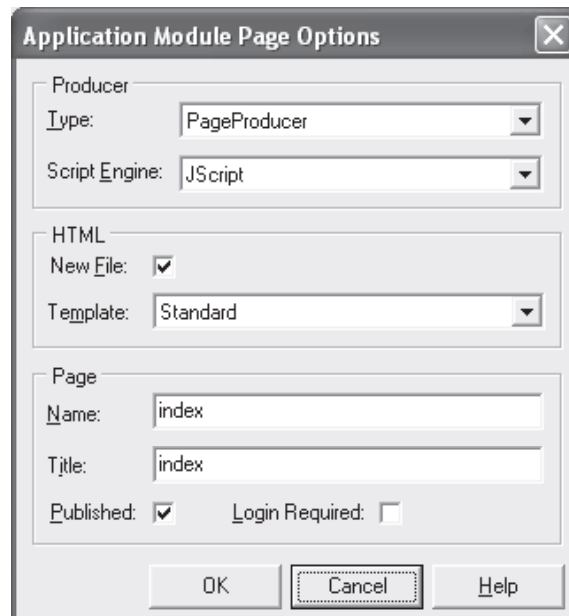 Application Module Page Options
Producer
Type: PageProducer
Script Engine: JScript
HTML
New File:
Template: Standard
Page
Name: index
Title: index
Published: Login Required:
OK Cancel Help